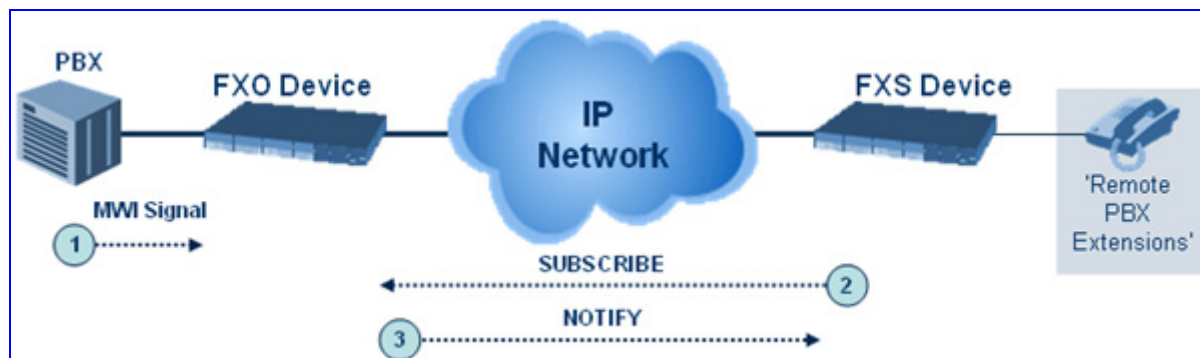 PBX
FXO Device
IP
Network
FXS Device
'Remote
PBX
Extensions'
MWI Signal
1
SUBSCRIBE
2
3
NOTIFY